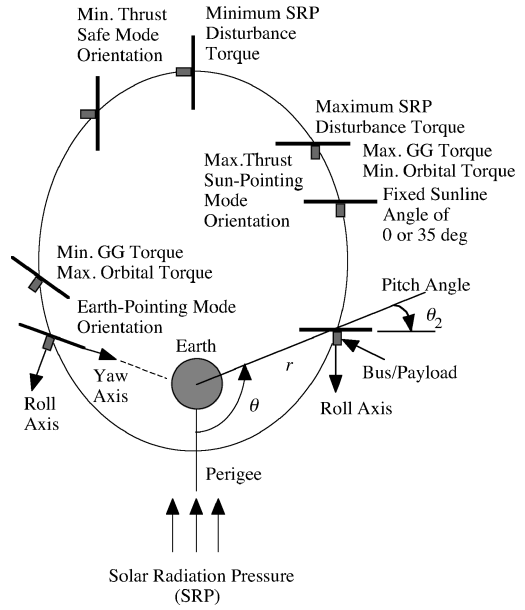 Min. Thrust
Safe Mode
Orientation
Minimum SRP
Disturbance
Torque
Maximum SRP
Disturbance Torque
Max. GG Torque
Min. Orbital Torque
Max.Thrust
Sun-Pointing
Mode
Orientation
Fixed Sunline
Angle of
0 or 35 deg
Min. GG Torque
Max. Orbital Torque
Earth-Pointing Mode
Orientation
Pitch Angle
θ2
Earth
Yaw
Axis
r
Bus/Payload
Roll
Axis
θ
Roll Axis
Perigee
Solar Radiation Pressure
(SRP)